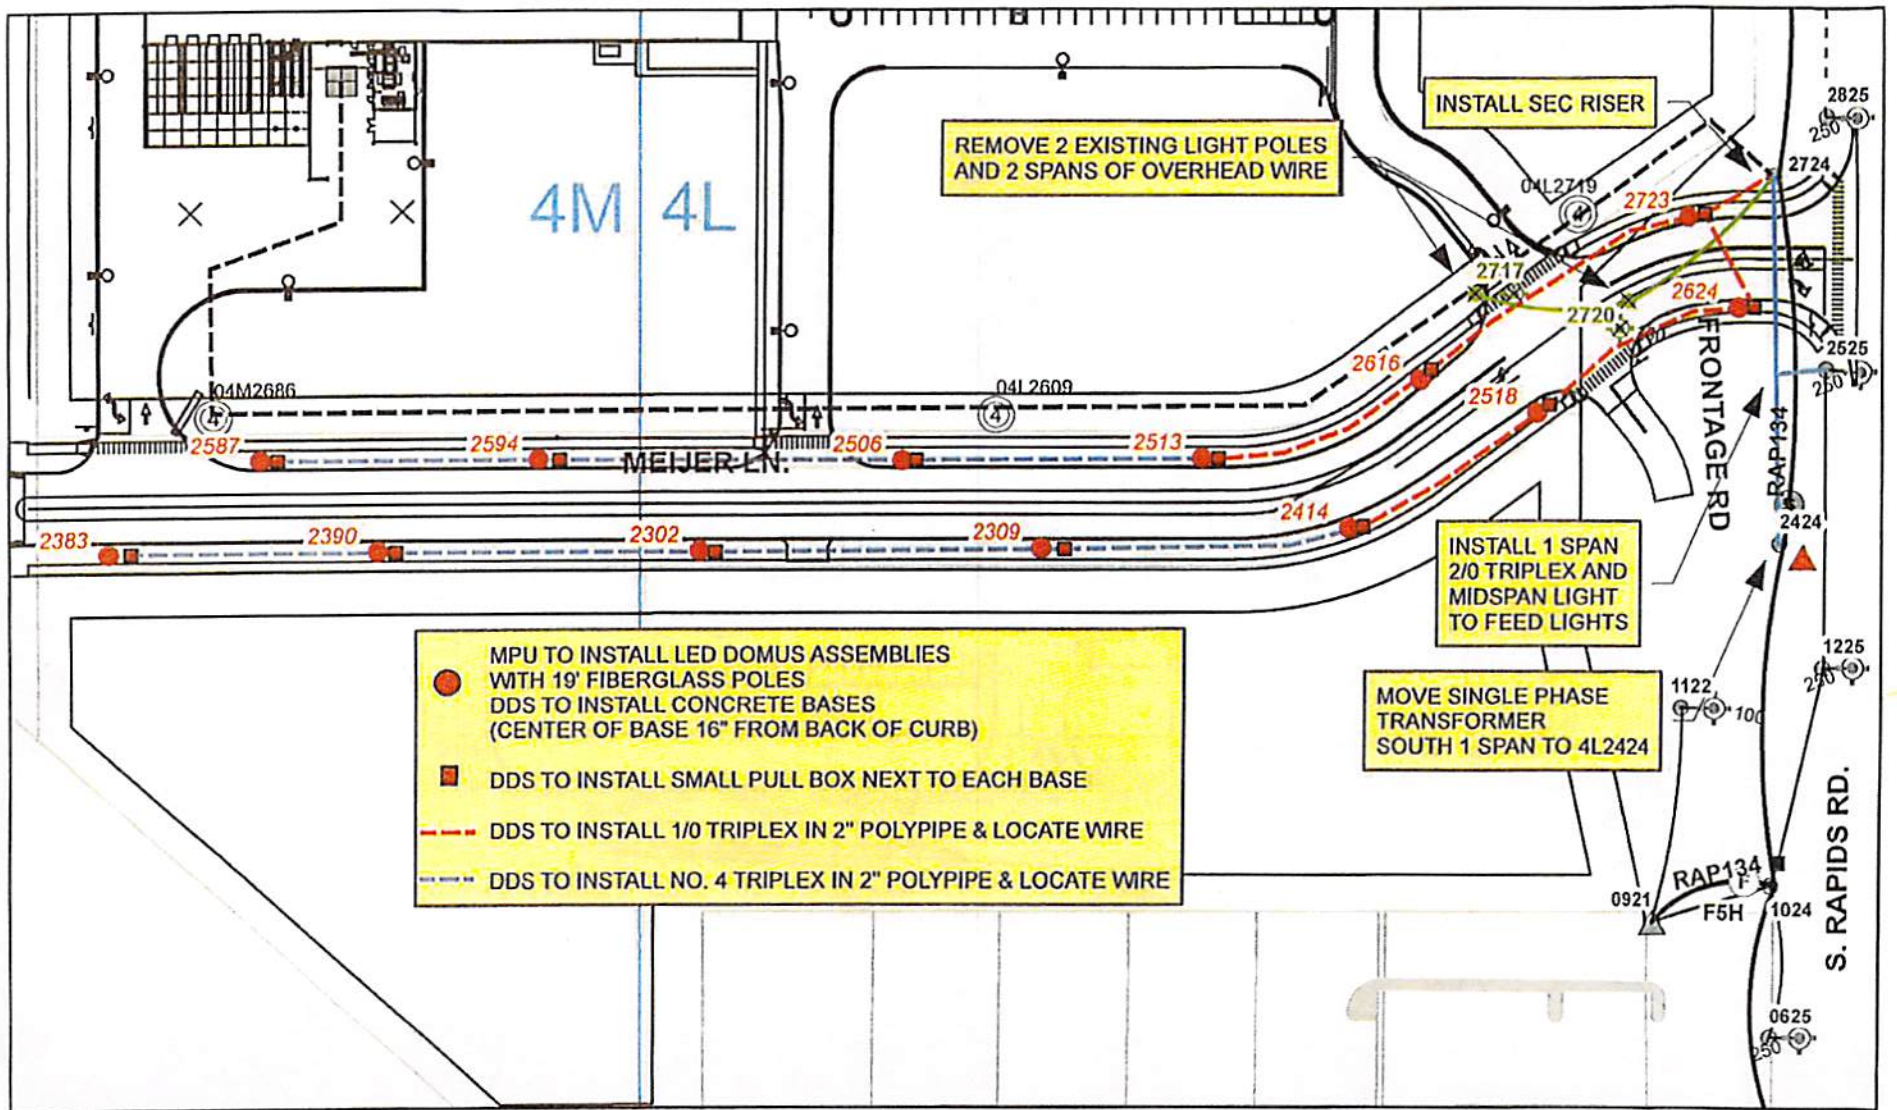 INSTALL SEC RISER
2825
250
REMOVE 2 EXISTING LIGHT POLES
AND 2 SPANS OF OVERHEAD WIRE
2724
4M 4L
04L2719
4
2723
2717
2624
2720
100
FRONTAGE RD
2525
250
2616
04M2686
4
04L2609
4
2518
RAP134
2587
2594
2506
2513
MEIJER LN.
2414
2424
2383
2390
2302
2309
INSTALL 1 SPAN
2/0 TRIPLEX AND
MIDSPAN LIGHT
TO FEED LIGHTS
MPU TO INSTALL LED DOMUS ASSEMBLIES
WITH 19' FIBERGLASS POLES
DDS TO INSTALL CONCRETE BASES
(CENTER OF BASE 16" FROM BACK OF CURB)
DDS TO INSTALL SMALL PULL BOX NEXT TO EACH BASE
DDS TO INSTALL 1/0 TRIPLEX IN 2" POLYPIPE & LOCATE WIRE
DDS TO INSTALL NO. 4 TRIPLEX IN 2" POLYPIPE & LOCATE WIRE
1225
250
1122
100
MOVE SINGLE PHASE
TRANSFORMER
SOUTH 1 SPAN TO 4L2424
S. RAPIDS RD.
RAP134
F
0921
F5H
1024
0625
250